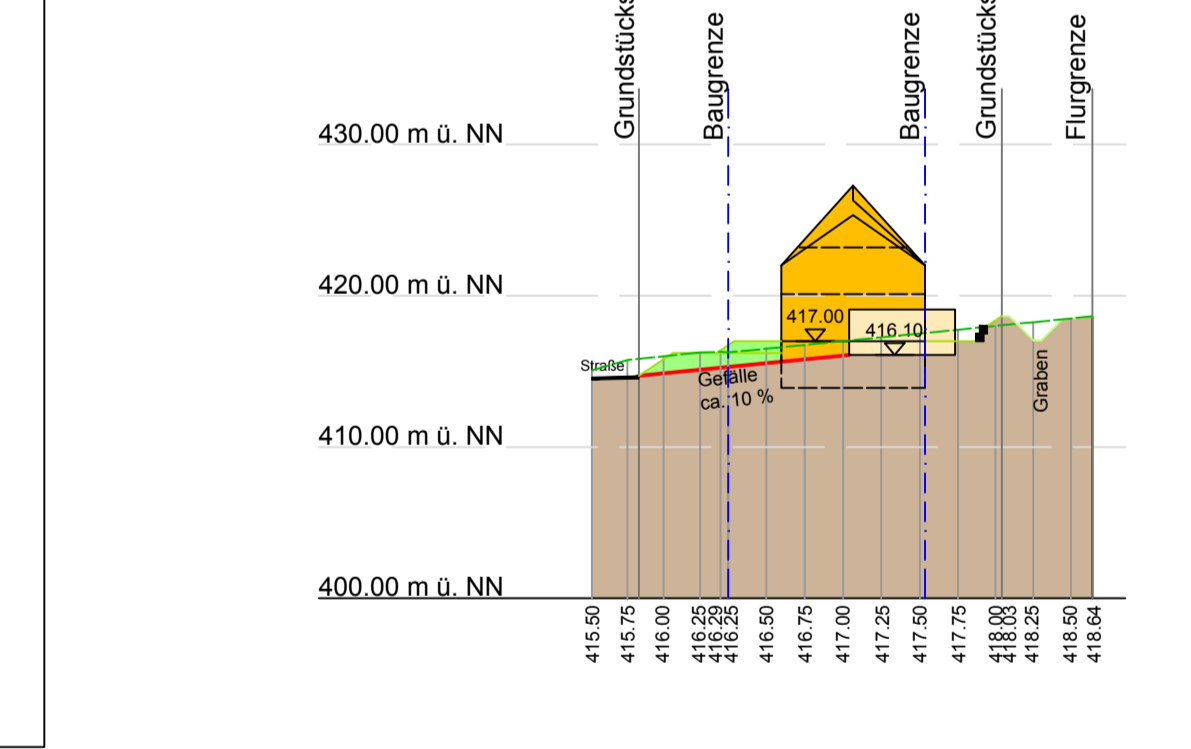 Grundstücks
Baugrenze
Baugrenze
Grundstücks
Flurgrenze
430.00 m ü. NN
420.00 m ü. NN
417.00
416.10
Straße
Gefälle
ca. 10 %
Graben
410.00 m ü. NN
400.00 m ü. NN
415.50
415.75
416.00
416.25
416.29
416.25
416.50
416.75
417.00
417.25
417.50
417.75
418.00
418.03
418.25
418.50
418.64